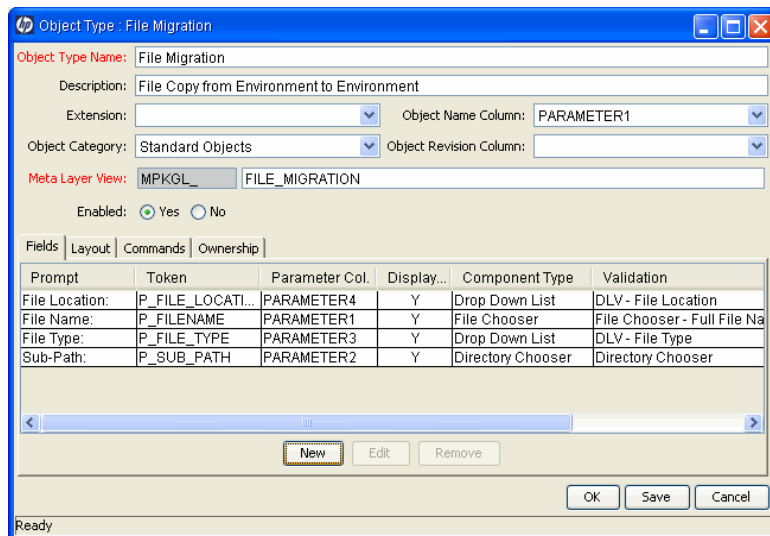 hp Object Type : File Migration
Object Type Name: File Migration
Description: File Copy from Environment to Environment
Extension: Object Name Column: PARAMETER1
Object Category: Standard Objects Object Revision Column:
Meta Layer View: MPKGL_ FILE_MIGRATION
Enabled: Yes No
Fields Layout Commands Ownership
Prompt Token Parameter Col. Display... Component Type Validation
File Location: P_FILE_LOCATI... PARAMETER4 Y Drop Down List DLV - File Location
File Name: P_FILENAME PARAMETER1 Y File Chooser File Chooser - Full File Na
File Type: P_FILE_TYPE PARAMETER3 Y Drop Down List DLV - File Type
Sub-Path: P_SUB_PATH PARAMETER2 Y Directory Chooser Directory Chooser
New Edit Remove
OK Save Cancel
Ready